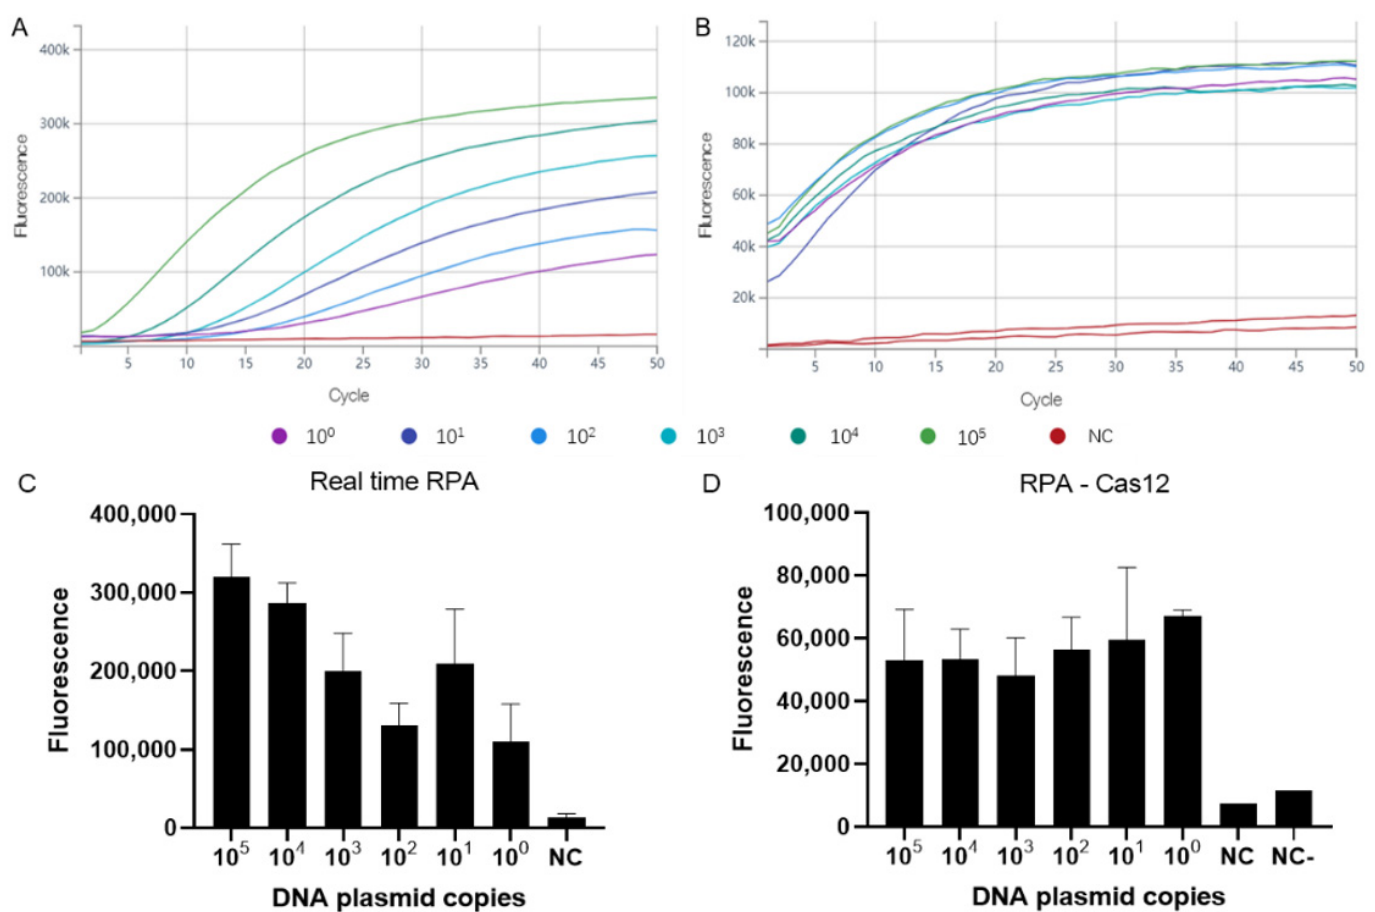 A
400k
300k
200k
100k
Fluorescence
5 10 15 20 25 30 35 40 45 50
Cycle
B
120k
100k
80k
60k
40k
20k
Fluorescence
5 10 15 20 25 30 35 40 45 50
Cycle
10⁰ 10¹ 10² 10³ 10⁴ 10⁵ NC
C
Real time RPA
400,000
300,000
200,000
100,000
0
Fluorescence
10⁵ 10⁴ 10³ 10² 10¹ 10⁰ NC
DNA plasmid copies
D
RPA - Cas12
100,000
80,000
60,000
40,000
20,000
0
Fluorescence
10⁵ 10⁴ 10³ 10² 10¹ 10⁰ NC NC-
DNA plasmid copies